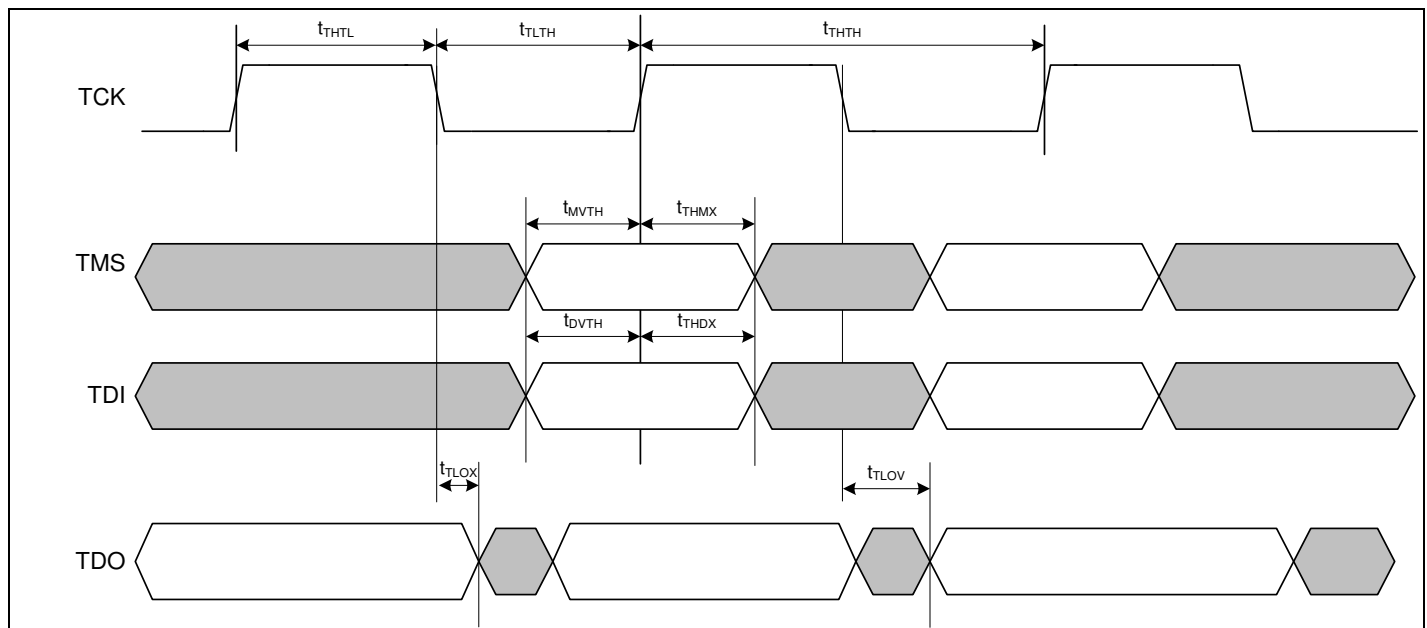 tTHTL tTLTH tTHTH
TCK
tMVTH tTHMX
TMS
tDVTH tTHDX
TDI
tTLOX tTLOV
TDO